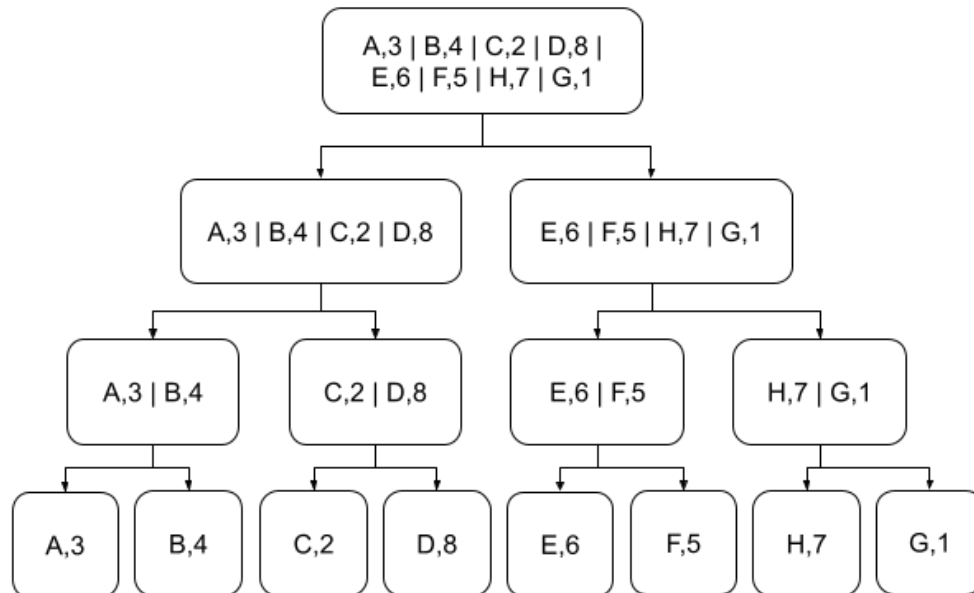 A,3 | B,4 | C,2 | D,8 |
E,6 | F,5 | H,7 | G,1
A,3 | B,4 | C,2 | D,8
E,6 | F,5 | H,7 | G,1
A,3 | B,4
C,2 | D,8
E,6 | F,5
H,7 | G,1
A,3
B,4
C,2
D,8
E,6
F,5
H,7
G,1